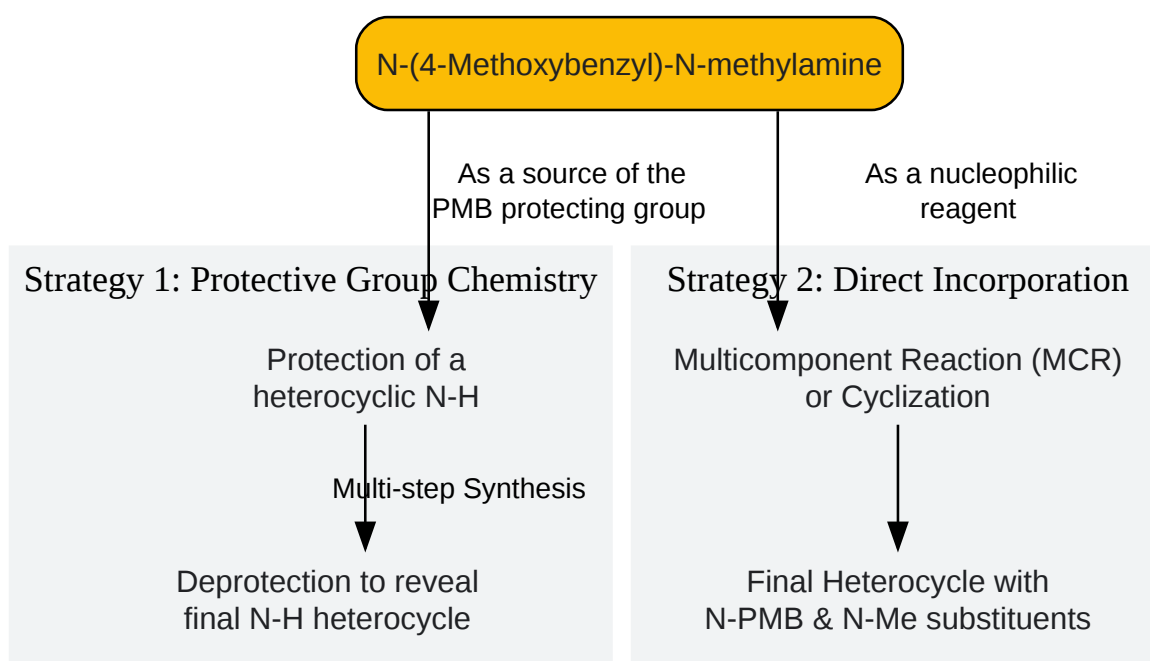 N-(4-Methoxybenzyl)-N-methylamine
As a source of the
PMB protecting group
As a nucleophilic
reagent
Strategy 1: Protective Group Chemistry
Protection of a
heterocyclic N-H
Multi-step Synthesis
Deprotection to reveal
final N-H heterocycle
Strategy 2: Direct Incorporation
Multicomponent Reaction (MCR)
or Cyclization
Final Heterocycle with
N-PMB & N-Me substituents